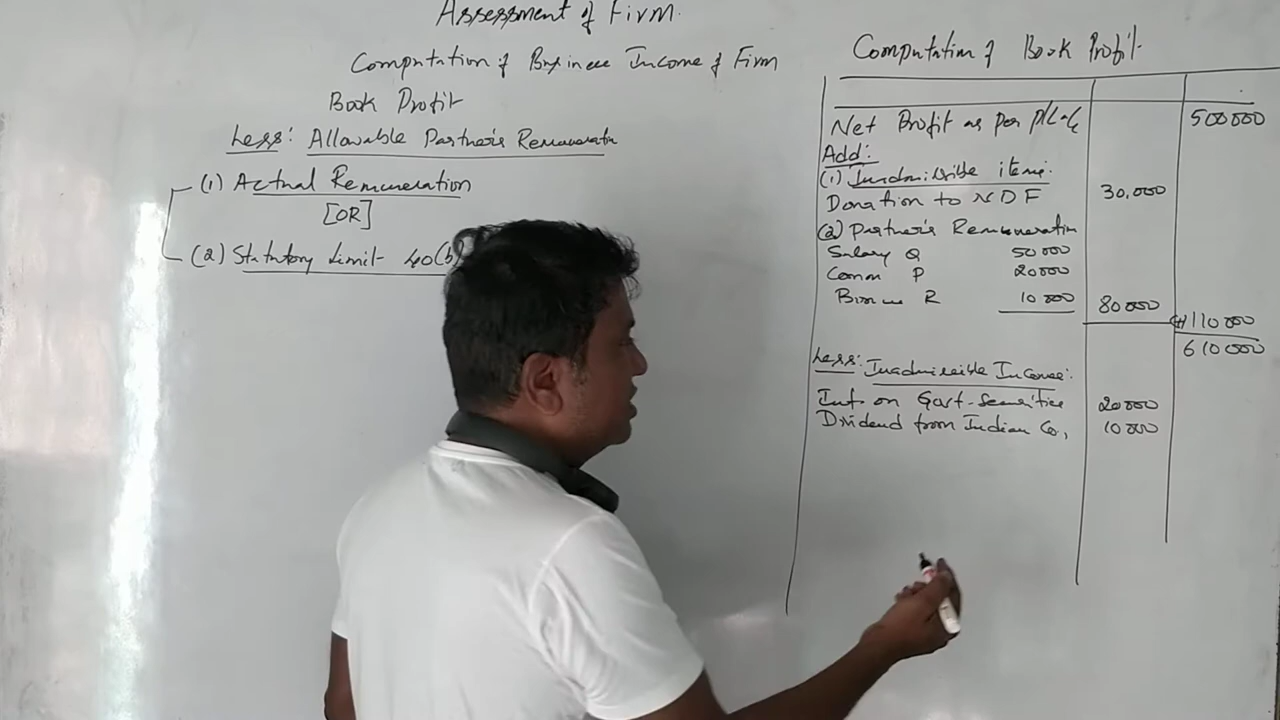 Assessment of Firm.
Computation of Business Income of Firm
Book Profit
Less: Allowable Partner's Remuneratn
(1) Actual Remuneration
[OR]
(2) Statutory Limit 40(b)
Computation of Book Profit
Net Profit as per P/L A/c 500000
Add:
(1) Inadmissible items.
Donation to NDF 30,000
(2) Partner's Remuneration
Salary Q 50000
Comm P 20000
Bonus R 10000 80000
(+) 110000
610000
Less: Inadmissible Income:
Int. on Govt-Securities 20000
Dividend from Indian Co, 10000